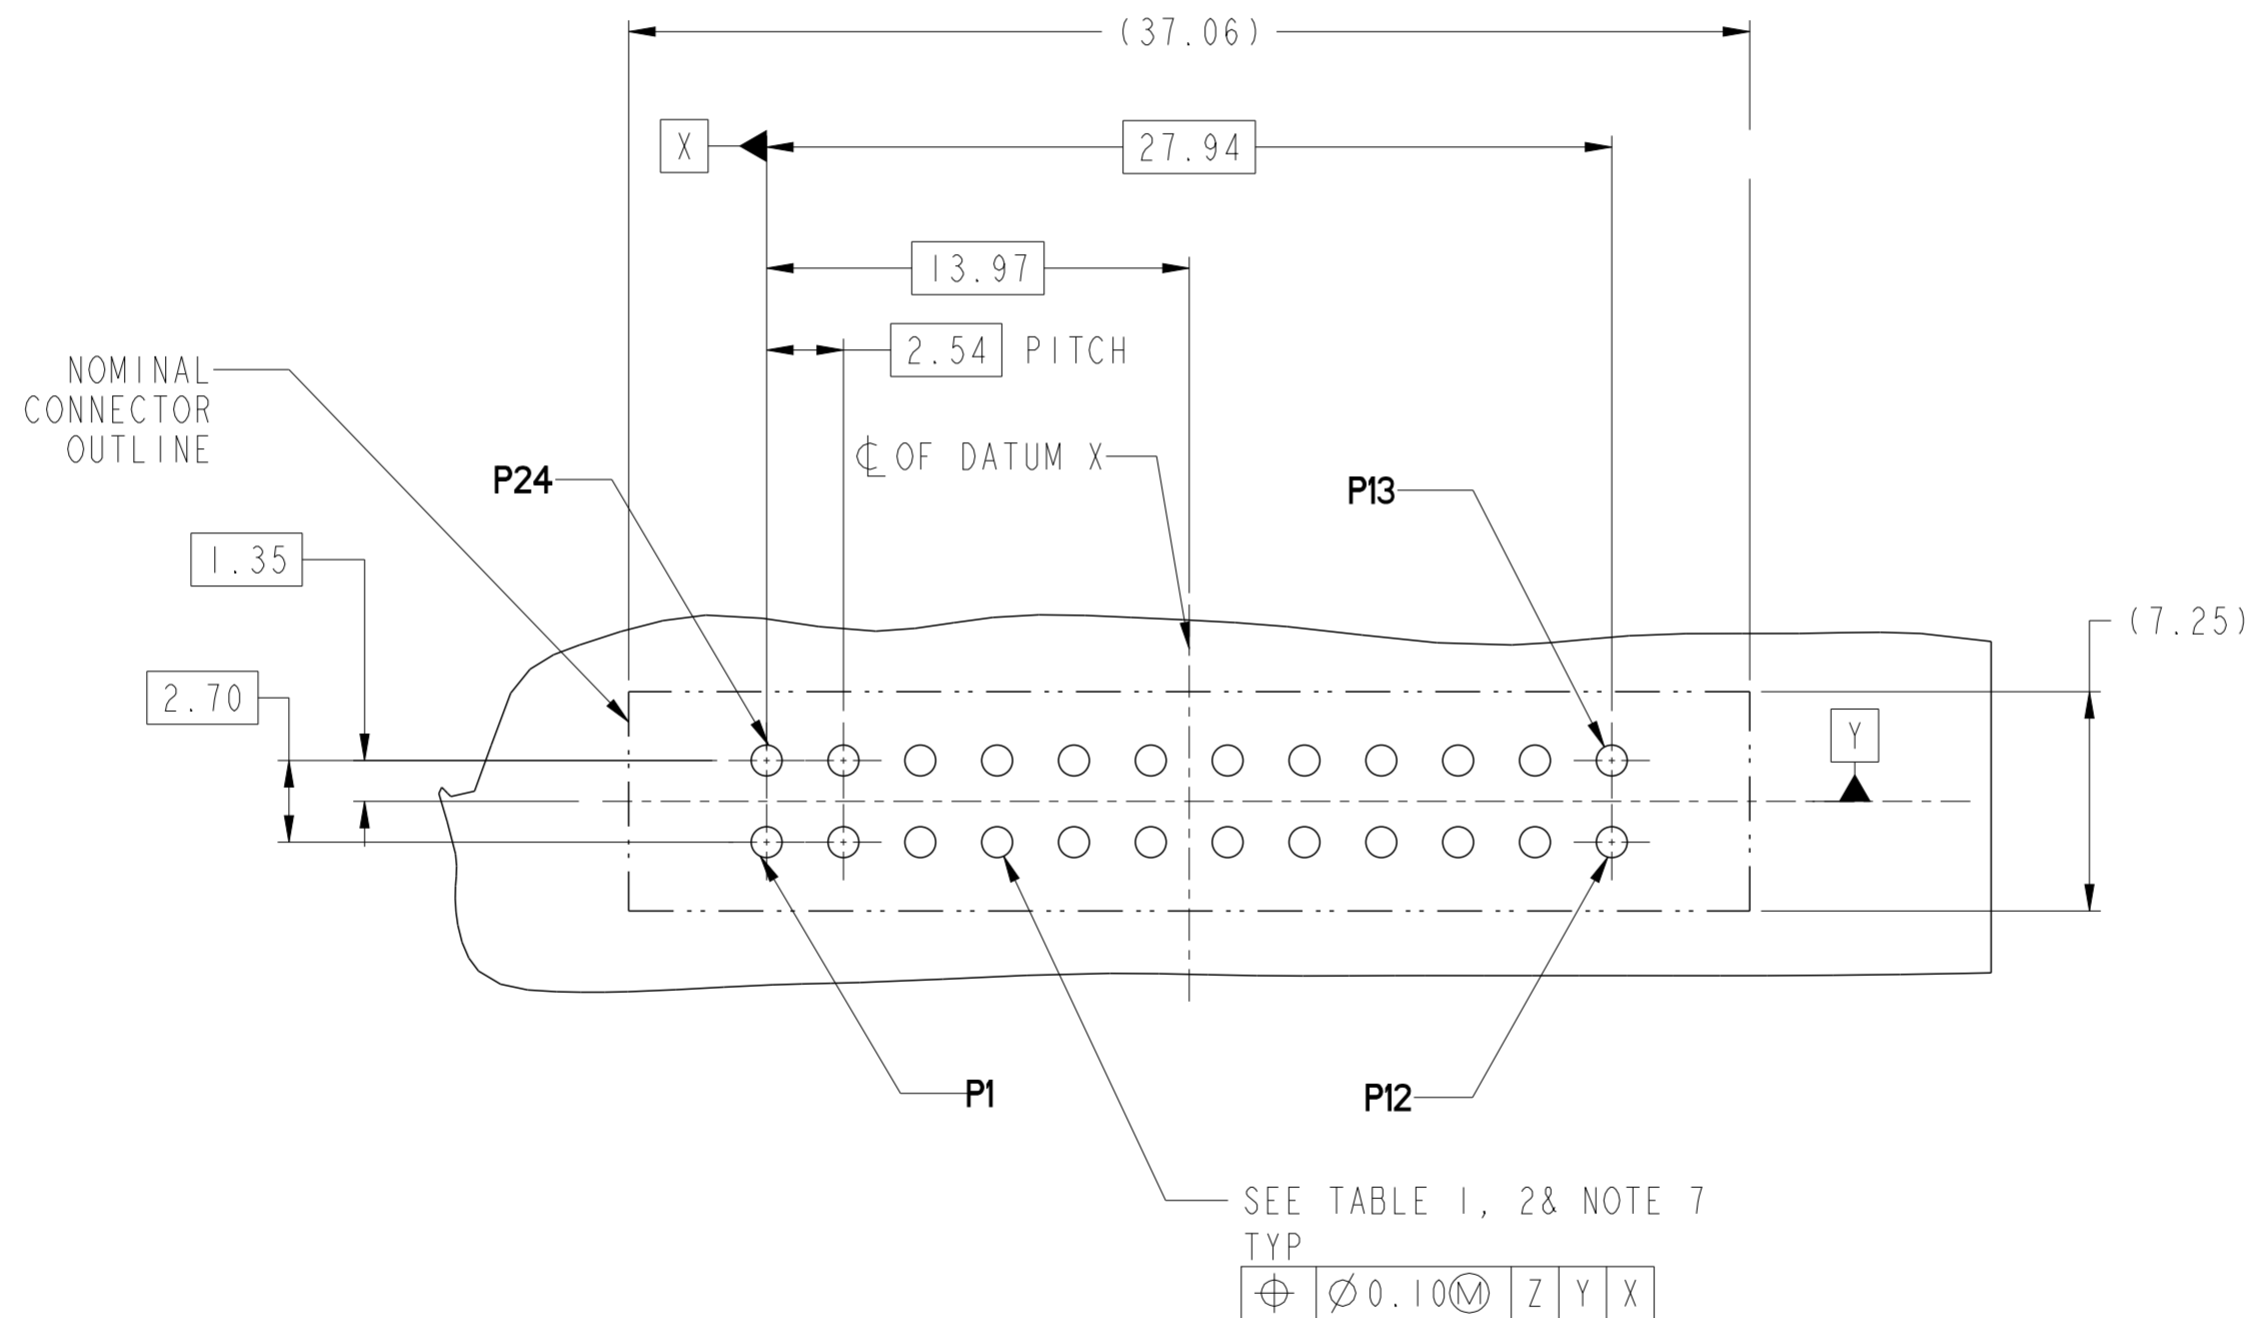 (37.06)
X
27.94
13.97
2.54 PITCH
NOMINAL
CONNECTOR
OUTLINE
P24
℄ OF DATUM X
P13
1.35
(7.25)
2.70
Y
P1
P12
SEE TABLE 1, 2& NOTE 7
TYP
⌖ ⌀0.10Ⓜ Z Y X